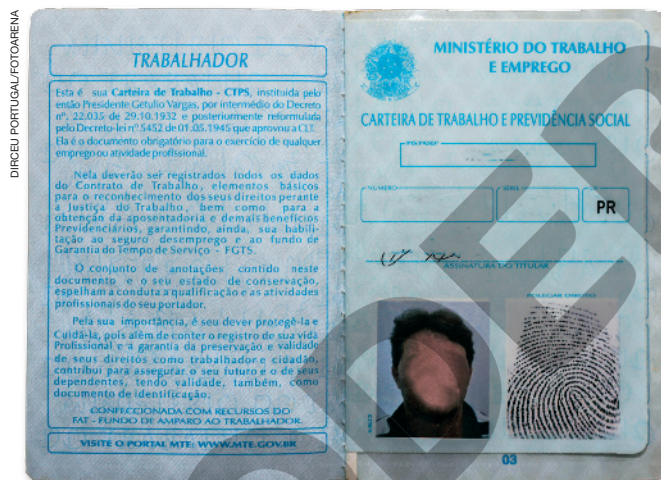 DIRCEU PORTUGAL/FOTOARENA
TRABALHADOR
Esta é sua Carteira de Trabalho - CTPS, instituída pelo
então Presidente Getulio Vargas, por intermédio do Decreto
nº. 22.035 de 29.10.1932 e posteriormente reformulada
pelo Decreto-lei nº 5452 de 01.05.1945 que aprovou a CLT.
Ela é o documento obrigatório para o exercício de qualquer
emprego ou atividade profissional.
Nela deverão ser registrados todos os dados
do Contrato de Trabalho, elementos básicos
para o reconhecimento dos seus direitos perante
a Justiça do Trabalho, bem como para a
obtenção da aposentadoria e demais benefícios
Previdenciários, garantindo, ainda, sua habili-
tação ao seguro desemprego e ao fundo de
Garantia do Tempo de Serviço - FGTS.
O conjunto de anotações contido neste
documento e o seu estado de conservação,
espelham a conduta a qualificação e as atividades
profissionais do seu portador.
Pela sua importância, é seu dever protegê-la e
Cuidá-la, pois além de conter o registro de sua vida
Profissional e a garantia da preservação e validade
de seus direitos como trabalhador e cidadão,
contribui para assegurar o seu futuro e o de seus
dependentes, tendo validade, também, como
documento de identificação.
CONFECCIONADA COM RECURSOS DO
FAT - FUNDO DE AMPARO AO TRABALHADOR.
VISITE O PORTAL MTE: WWW.MTE.GOV.BR
MINISTÉRIO DO TRABALHO
E EMPREGO
CARTEIRA DE TRABALHO E PREVIDÊNCIA SOCIAL
PIS/PASEP
NÚMERO
SÉRIE
PR
ASSINATURA DO TITULAR
POLEGAR DIREITO
03